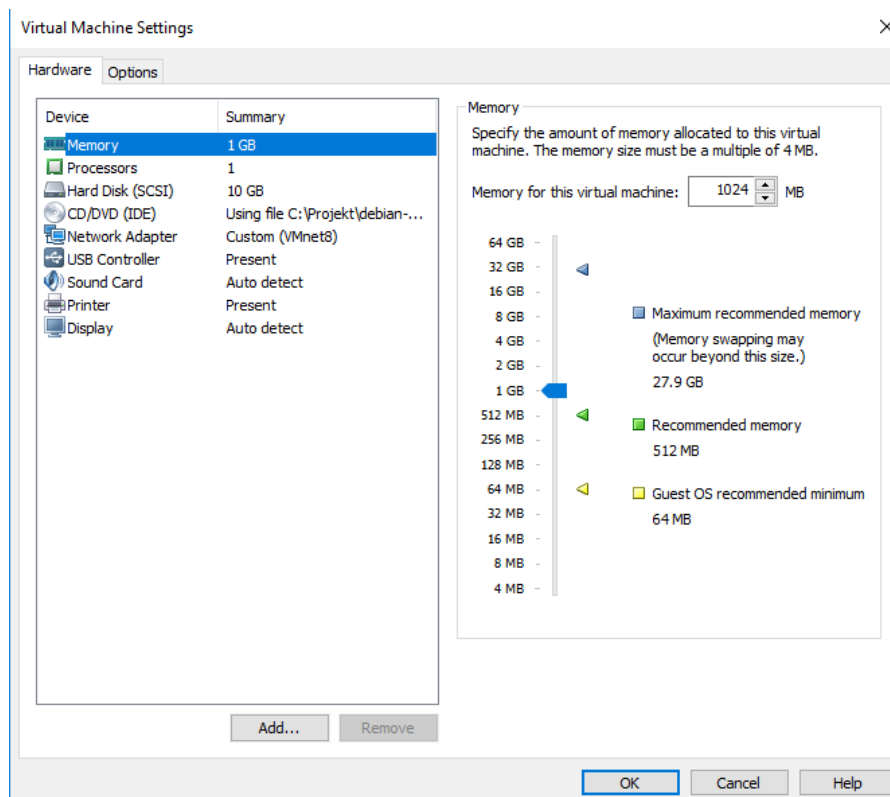 Virtual Machine Settings
Hardware Options
Device Summary
Memory 1 GB
Processors 1
Hard Disk (SCSI) 10 GB
CD/DVD (IDE) Using file C:\Projekt\debian-...
Network Adapter Custom (VMnet8)
USB Controller Present
Sound Card Auto detect
Printer Present
Display Auto detect
Add... Remove
Memory
Specify the amount of memory allocated to this virtual
machine. The memory size must be a multiple of 4 MB.
Memory for this virtual machine: 1024 MB
64 GB
32 GB
16 GB
8 GB
4 GB
2 GB
1 GB
512 MB
256 MB
128 MB
64 MB
32 MB
16 MB
8 MB
4 MB
Maximum recommended memory
(Memory swapping may
occur beyond this size.)
27.9 GB
Recommended memory
512 MB
Guest OS recommended minimum
64 MB
OK Cancel Help